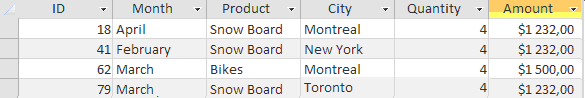 ID Month Product City Quantity Amount
18 April Snow Board Montreal 4 $1 232,00
41 February Snow Board New York 4 $1 232,00
62 March Bikes Montreal 4 $1 500,00
79 March Snow Board Toronto 4 $1 232,00